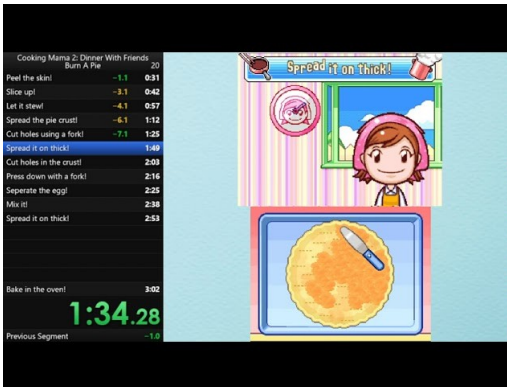 Cooking Mama 2: Dinner With Friends
Burn A Pie 20
Peel the skin! −1.1 0:31
Slice up! −3.1 0:42
Let it stew! −4.1 0:57
Spread the pie crust! −6.1 1:12
Cut holes using a fork! −7.1 1:25
Spread it on thick! 1:49
Cut holes in the crust! 2:03
Press down with a fork! 2:16
Seperate the egg! 2:25
Mix it! 2:38
Spread it on thick! 2:53
Bake in the oven! 3:02
1:34.28
Previous Segment −1.0
Spread it on thick!